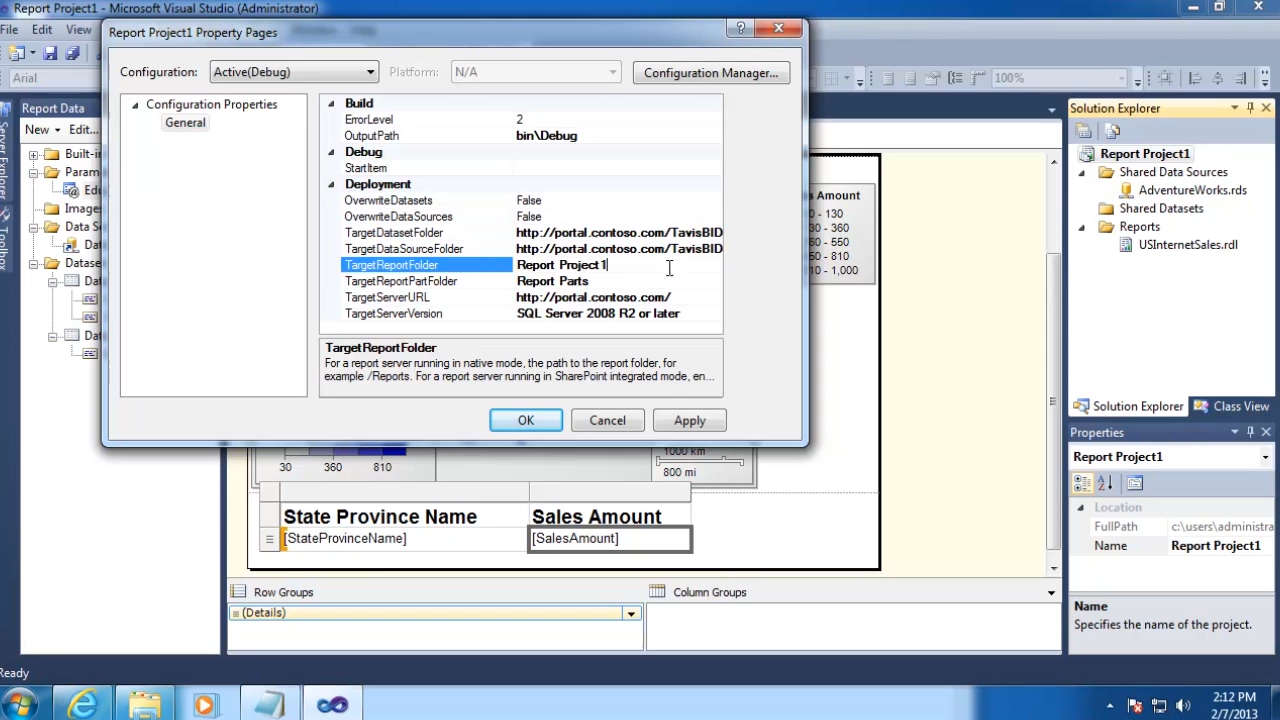 Report Project1 - Microsoft Visual Studio (Administrator)
File Edit View
Report Project1 Property Pages
Configuration: Active(Debug) Platform: N/A Configuration Manager...
Configuration Properties
General
Build
ErrorLevel 2
OutputPath bin\Debug
Debug
StartItem
Deployment
OverwriteDatasets False
OverwriteDataSources False
TargetDatasetFolder http://portal.contoso.com/TavisBID
TargetDataSourceFolder http://portal.contoso.com/TavisBID
TargetReportFolder Report Project1
TargetReportPartFolder Report Parts
TargetServerURL http://portal.contoso.com/
TargetServerVersion SQL Server 2008 R2 or later
TargetReportFolder
For a report server running in native mode, the path to the report folder, for
example /Reports. For a report server running in SharePoint integrated mode, en...
OK Cancel Apply
Arial
100%
Report Data
New Edit...
Built-i
Param
Edu
Images
Data S
Dat
Datase
Dat
Dat
Server Explorer
Toolbox
s Amount
0 - 130
30 - 360
60 - 550
50 - 810
10 - 1,000
30 360 810
1000 km
800 mi
State Province Name Sales Amount
[StateProvinceName] [SalesAmount]
Row Groups Column Groups
(Details)
Solution Explorer
Report Project1
Shared Data Sources
AdventureWorks.rds
Shared Datasets
Reports
USInternetSales.rdl
Solution Explorer Class View
Properties
Report Project1
Location
FullPath c:\users\administra
Name Report Project1
Name
Specifies the name of the project.
Ready
2:12 PM
2/7/2013